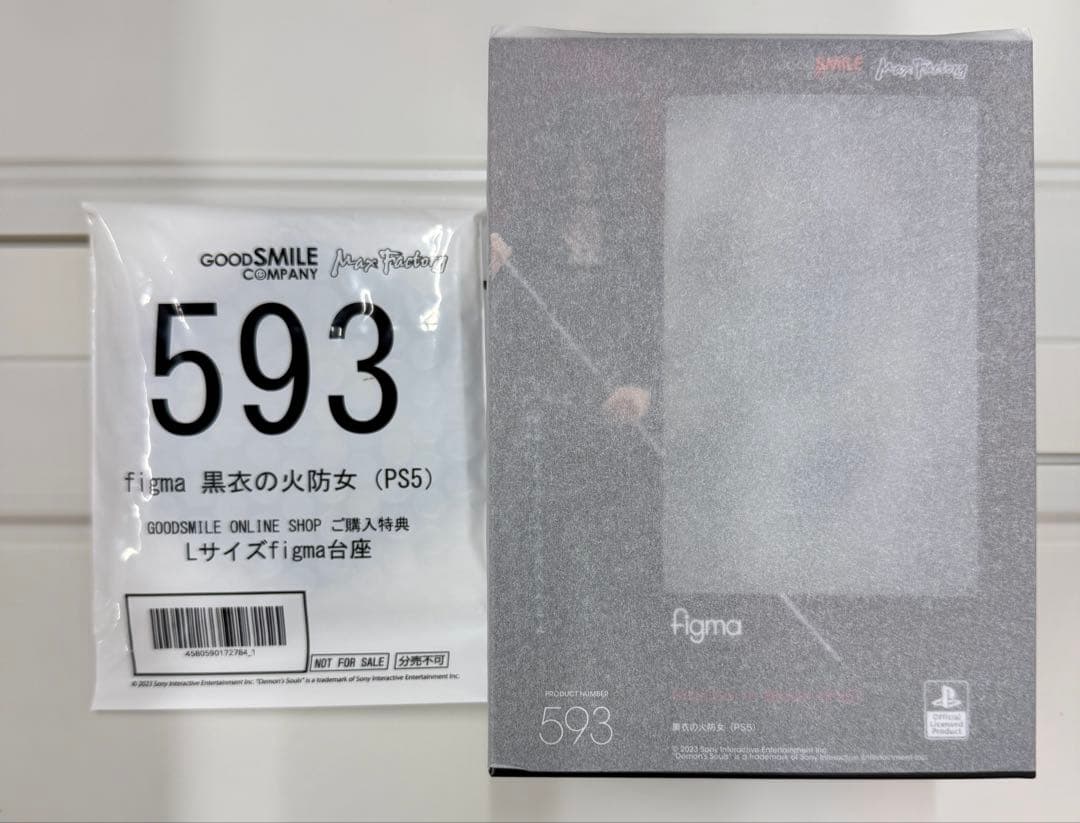 GOODSMILE
COMPANY
Max Factory
593
figma 黒衣の火防女 (PS5)
GOODSMILE ONLINE SHOP ご購入特典
Lサイズfigma台座
4580590172784_1
NOT FOR SALE
分売不可
© 2023 Sony Interactive Entertainment Inc. "Demon's Souls" is a trademark of Sony Interactive Entertainment Inc.
SMILE
Max Factory
figma
PRODUCT NUMBER
593
黒衣の火防女 (PS5)
© 2023 Sony Interactive Entertainment Inc.
"Demon's Souls" is a trademark of Sony Interactive Entertainment Inc.
Official
Licensed
Product